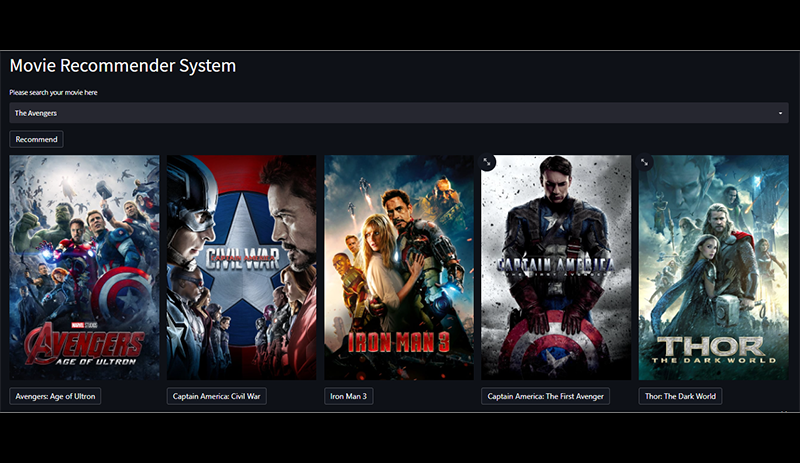 Movie Recommender System
Please search your movie here
The Avengers
Recommend
MARVEL STUDIOS
AVENGERS
AGE OF ULTRON
CAPTAIN AMERICA
CIVIL WAR
IRON MAN 3
CAPTAIN AMERICA
THOR
THE DARK WORLD
Avengers: Age of Ultron
Captain America: Civil War
Iron Man 3
Captain America: The First Avenger
Thor: The Dark World